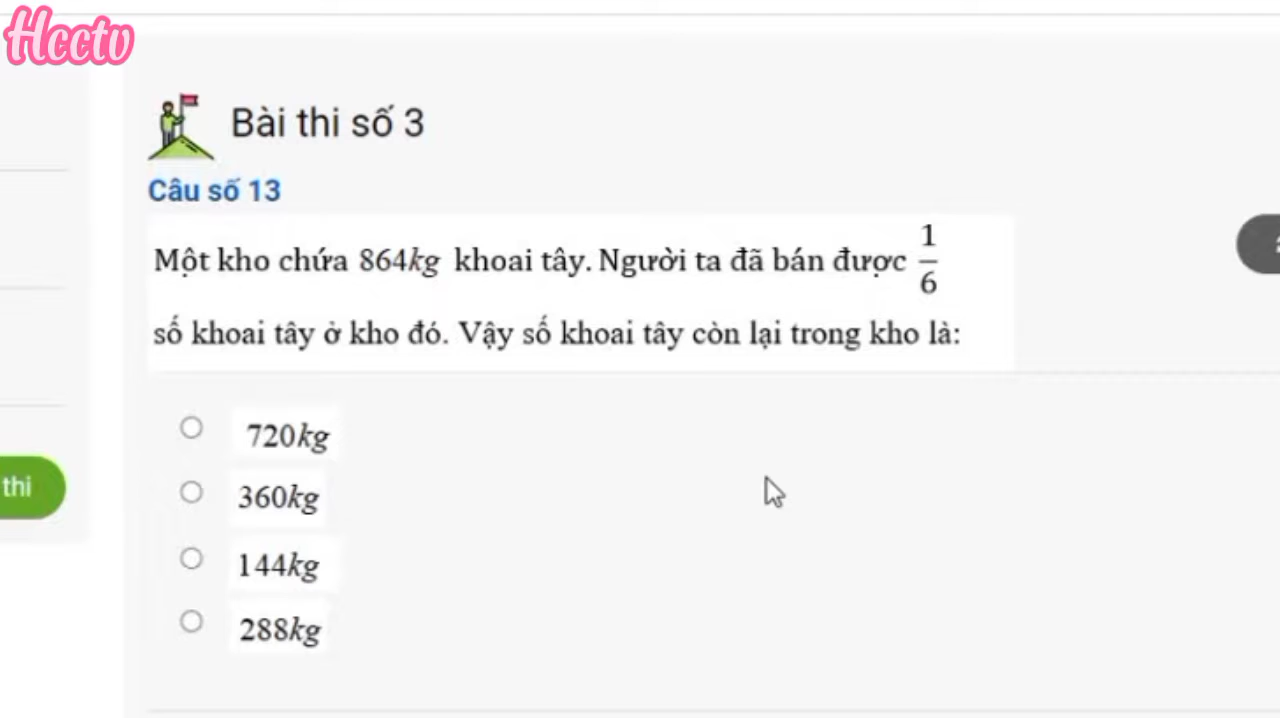 Hcctv
Bài thi số 3
Câu số 13
Một kho chứa 864kg khoai tây. Người ta đã bán được 1/6
số khoai tây ở kho đó. Vậy số khoai tây còn lại trong kho là:
720kg
360kg
144kg
thi
288kg